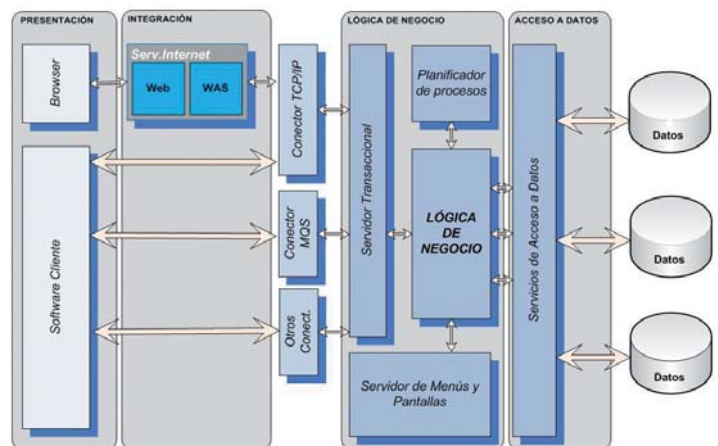 PRESENTACIÓN
INTEGRACIÓN
LÓGICA DE NEGOCIO
ACCESO A DATOS
Browser
Serv.Internet
Web
WAS
Software Cliente
Conector TCP/IP
Conector
MQS
Otros
Conect.
Servidor Transaccional
Planificador
de procesos
LÓGICA
DE
NEGOCIO
Servidor de Menús y
Pantallas
Servicios de Acceso a Datos
Datos
Datos
Datos